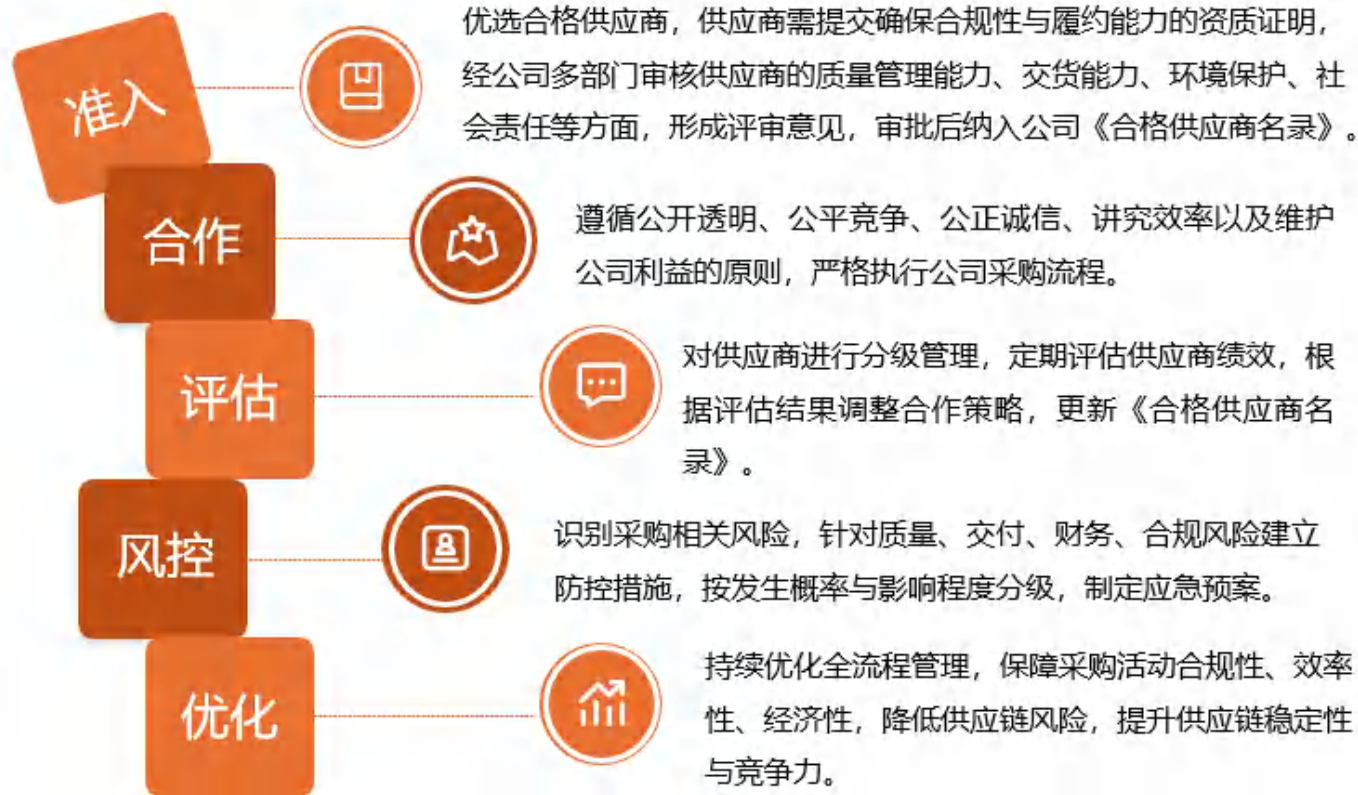 准入
优选合格供应商，供应商需提交确保合规性与履约能力的资质证明，
经公司多部门审核供应商的质量管理能力、交货能力、环境保护、社
会责任等方面，形成评审意见，审批后纳入公司《合格供应商名录》。
合作
遵循公开透明、公平竞争、公正诚信、讲究效率以及维护
公司利益的原则，严格执行公司采购流程。
评估
对供应商进行分级管理，定期评估供应商绩效，根
据评估结果调整合作策略，更新《合格供应商名
录》。
风控
识别采购相关风险，针对质量、交付、财务、合规风险建立
防控措施，按发生概率与影响程度分级，制定应急预案。
优化
持续优化全流程管理，保障采购活动合规性、效率
性、经济性，降低供应链风险，提升供应链稳定性
与竞争力。